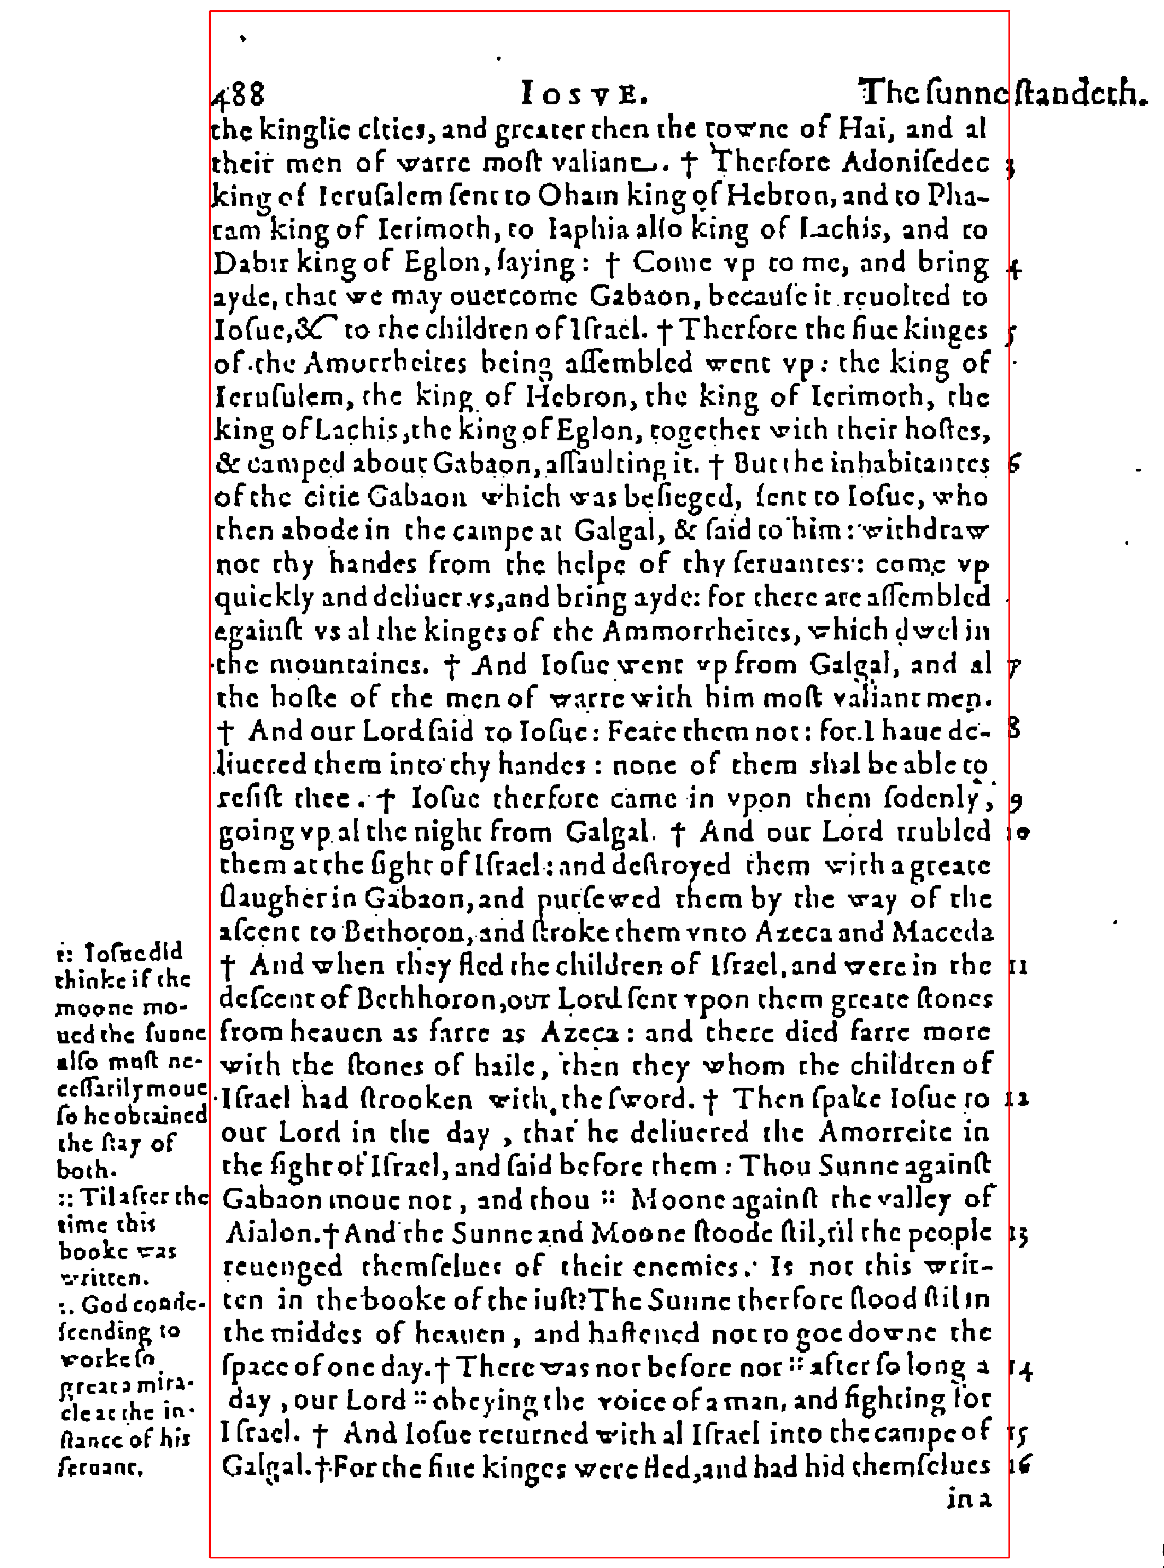 488 IOSVE. The ſunne ſtandeth.
the kinglie cities, and greater then the towne of Hai, and al
their men of warre moſt valiant. † Therfore Adoniſedec 3
king of Ieruſalem ſent to Oham king of Hebron, and to Pha-
ram king of Ierimoth, to Iaphia alſo king of Lachis, and to
Dabir king of Eglon, ſaying: † Come vp to me, and bring 4
ayde, that we may ouercome Gabaon, becauſe it reuolted to
Ioſue, & to the children of Iſrael. † Therfore the fiue kinges 5
of the Amorrheites being aſſembled went vp: the king of
Ieruſulem, the king of Hebron, the king of Ierimoth, the
king of Lachis, the king of Eglon, together with their hoſtes,
& camped about Gabaon, aſſaulting it. † But the inhabitantes 6
of the citie Gabaon which was beſieged, ſent to Ioſue, who
then abode in the campe at Galgal, & ſaid to him: withdraw
not thy handes from the helpe of thy ſeruantes: come vp
quickly and deliuer vs, and bring ayde: for there are aſſembled
againſt vs al the kinges of the Ammorrheites, which dwel in
the mountaines. † And Ioſue went vp from Galgal, and al 7
the hoſte of the men of warre with him moſt valiant men.
† And our Lord ſaid to Ioſue: Feare them not: for I haue de- 8
liuered them into thy handes: none of them shal be able to
reſiſt thee. † Ioſue therfore came in vpon them ſodenly, 9
going vp al the night from Galgal. † And our Lord trubled 10
them at the ſight of Iſrael: and deſtroyed them with a greate
ſlaugher in Gabaon, and purſewed them by the way of the
aſcent to Bethoron, and ſtroke them vnto Azeca and Maceda
† And when they fled the children of Iſrael, and were in the 11
deſcent of Bethhoron, our Lord ſent vpon them greate ſtones
from heauen as farre as Azeca: and there died farre more
with the ſtones of haile, then they whom the children of
Iſrael had ſtrooken with the ſword. † Then ſpake Ioſue to 12
our Lord in the day, that he deliuered the Amorreite in
the ſight of Iſrael, and ſaid before them: Thou Sunne againſt
Gabaon moue not, and thou :: Moone againſt the valley of
Aialon. † And the Sunne and Moone ſtoode ſtil, til the people 13
reuenged themſelues of their enemies. Is not this writ-
ten in the booke of the iuſt? The Sunne therfore ſtood ſtil in
the middes of heauen, and haſtened not to goe downe the
ſpace of one day. † There was not before nor :: after ſo long a 14
day, our Lord :: obeying the voice of a man, and fighting for
Iſrael. † And Ioſue returned with al Iſrael into the campe of 15
Galgal. † For the fiue kinges were fled, and had hid themſelues 16
in a
:: Ioſue did
thinke if the
moone mo-
ued the ſunne
alſo muſt ne-
ceſſarily moue
ſo he obtained
the ſtay of
both.
:: Til after the
time this
booke was
written.
:. God conde-
ſcending to
worke ſo
great a mira-
cle at the in-
ſtance of his
ſeruant.